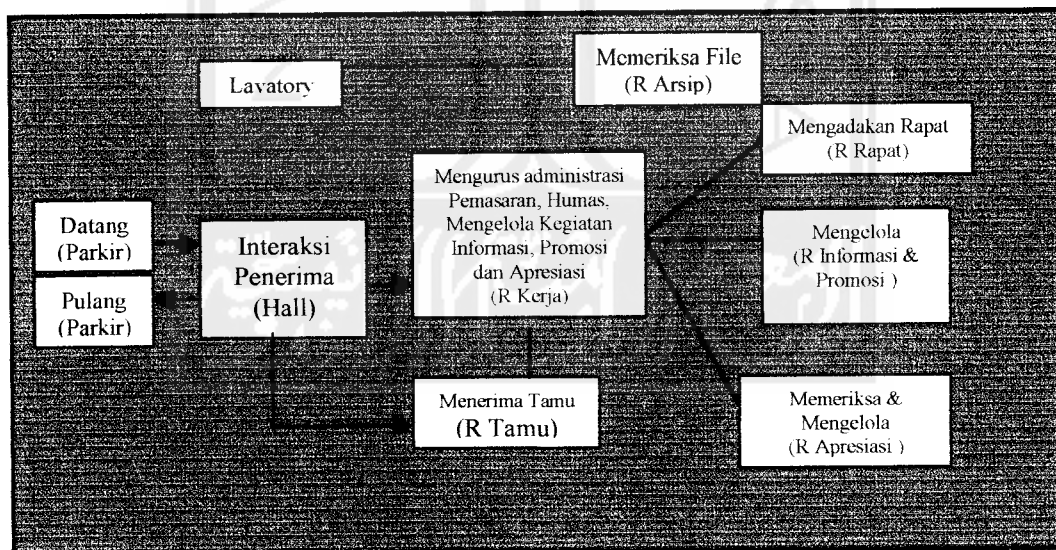 Lavatory
Memeriksa File
(R Arsip)
Mengadakan Rapat
(R Rapat)
Mengurus administrasi
Pemasaran, Humas,
Mengelola Kegiatan
Informasi, Promosi
dan Apresiasi
(R Kerja)
Datang
(Parkir)
Pulang
(Parkir)
Interaksi
Penerima
(Hall)
Mengelola
(R Informasi &
Promosi )
Menerima Tamu
(R Tamu)
Memeriksa &
Mengelola
(R Apresiasi )